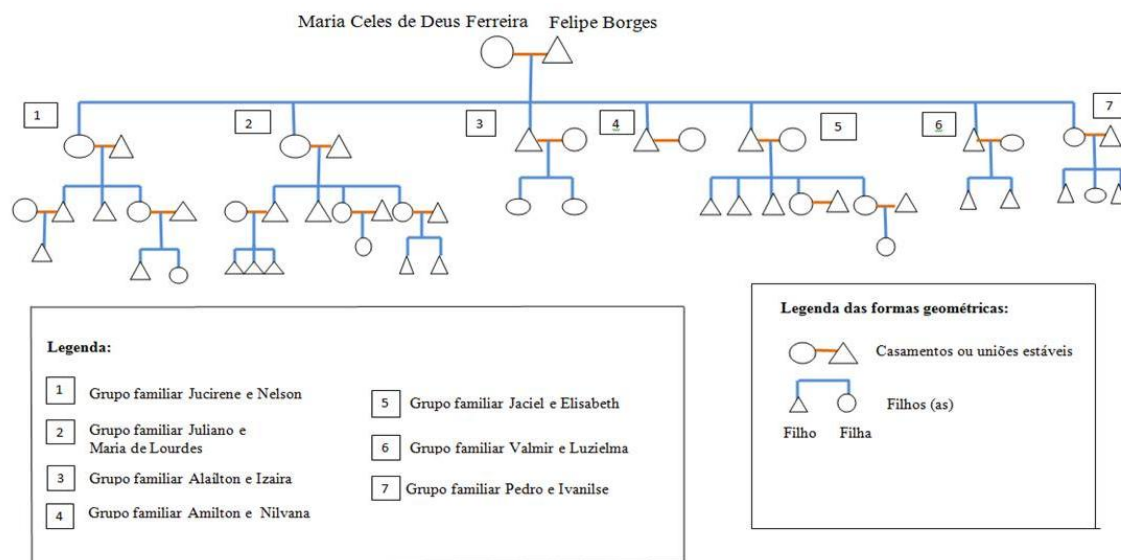 Maria Celes de Deus Ferreira Felipe Borges
1
2
3
4
5
6
7
Legenda:
1 Grupo familiar Jucirene e Nelson
2 Grupo familiar Juliano e
Maria de Lourdes
3 Grupo familiar Alaílton e Izaira
4 Grupo familiar Amilton e Nilvana
5 Grupo familiar Jaciel e Elisabeth
6 Grupo familiar Valmir e Luzielma
7 Grupo familiar Pedro e Ivanilse
Legenda das formas geométricas:
Casamentos ou uniões estáveis
Filhos (as)
Filho Filha